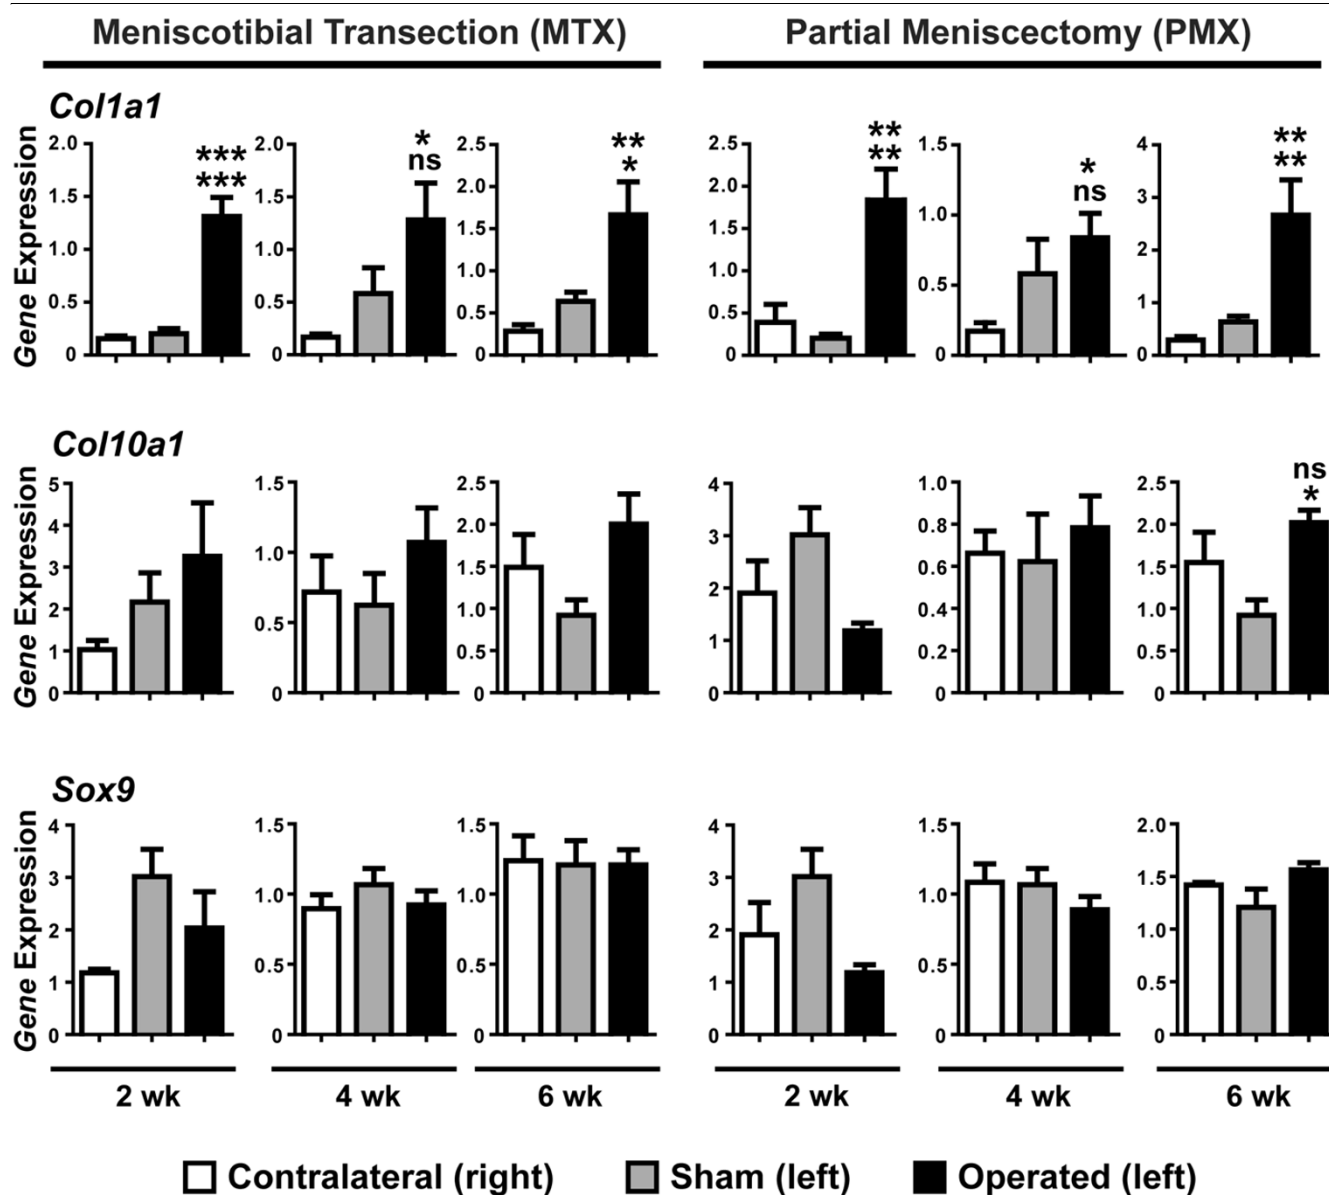 Meniscotibial Transection (MTX) Partial Meniscectomy (PMX)
Col1a1
Gene Expression
2.0 1.5 1.0 0.5 0 *** ***
2.0 1.5 1.0 0.5 0 * ns
2.5 2.0 1.5 1.0 0.5 0 ** *
2.5 2.0 1.5 1.0 0.5 0 ** **
1.5 1.0 0.5 0 * ns
4 3 2 1 0 ** **
Col10a1
Gene Expression
5 4 3 2 1 0
1.5 1.0 0.5 0
2.5 2.0 1.5 1.0 0.5 0
4 3 2 1 0
1.0 0.8 0.6 0.4 0.2 0
2.5 2.0 1.5 1.0 0.5 0 ns *
Sox9
Gene Expression
4 3 2 1 0
1.5 1.0 0.5 0
1.5 1.0 0.5 0
4 3 2 1 0
1.5 1.0 0.5 0
2.0 1.5 1.0 0.5 0
2 wk 4 wk 6 wk 2 wk 4 wk 6 wk
Contralateral (right) Sham (left) Operated (left)